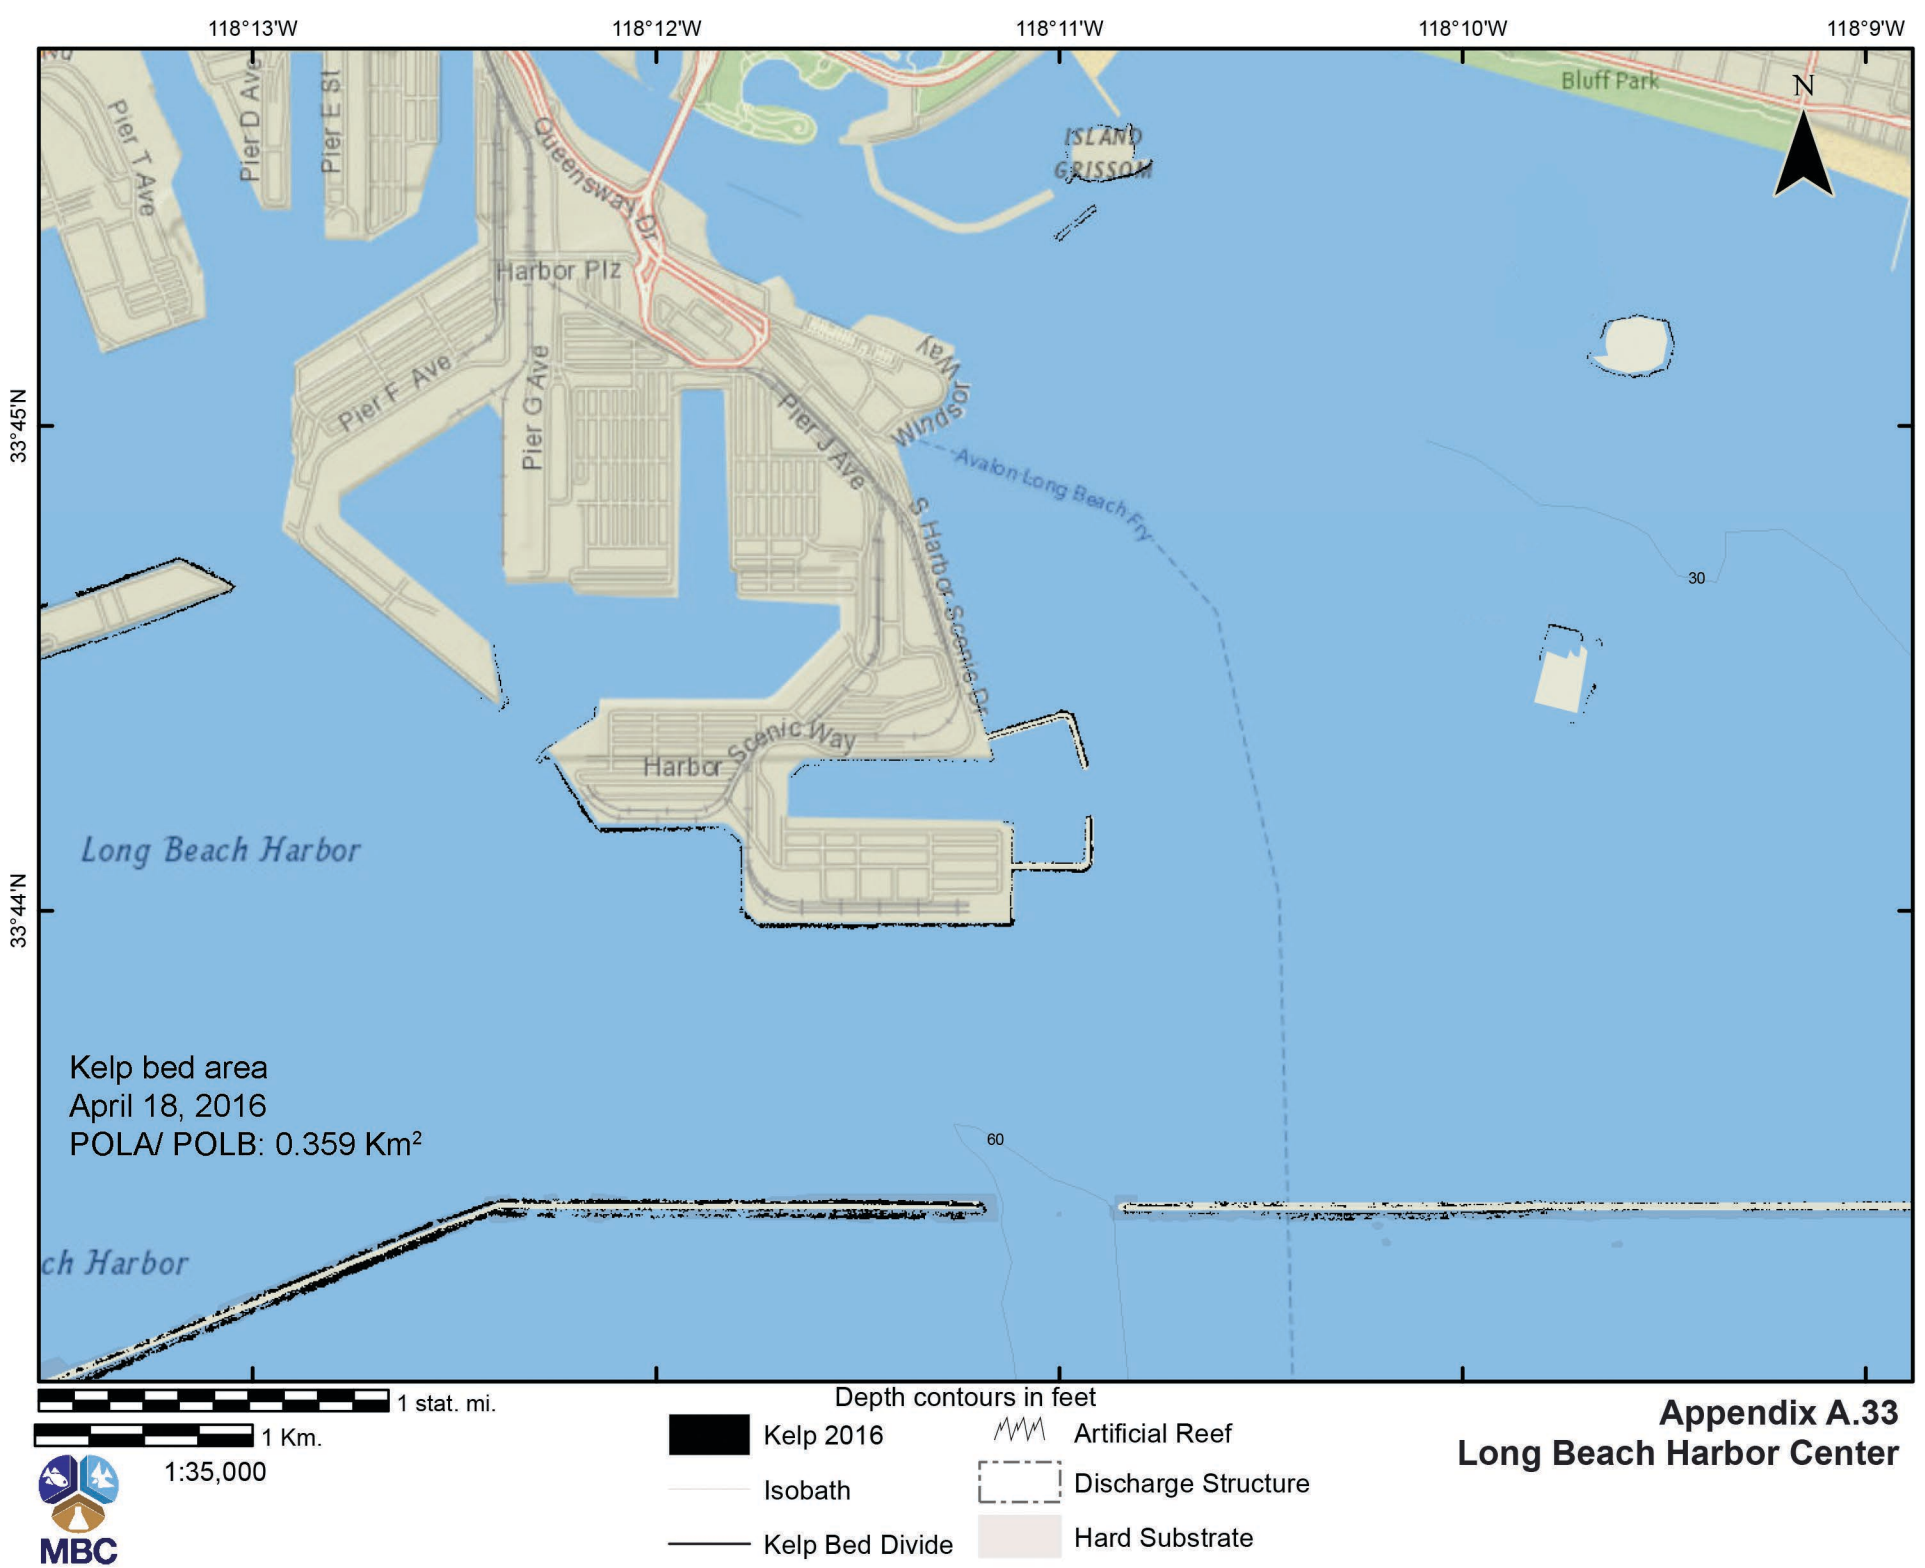 118°13'W
118°12'W
118°11'W
118°10'W
118°9'W
Pier T Ave
Pier D Ave
Pier E St
Queensway Dr
ISLAND
GRISSOM
Bluff Park
N
Harbor Plz
Pier F Ave
Pier G Ave
Pier J Ave
Windsor Way
33°45'N
Avalon Long Beach Fry
S Harbor Scenic Dr
30
Harbor Scenic Way
Long Beach Harbor
33°44'N
Kelp bed area
April 18, 2016
POLA/ POLB: 0.359 Km²
60
ch Harbor
1 stat. mi.
1 Km.
1:35,000
MBC
Depth contours in feet
Kelp 2016
Isobath
Kelp Bed Divide
Artificial Reef
Discharge Structure
Hard Substrate
Appendix A.33
Long Beach Harbor Center